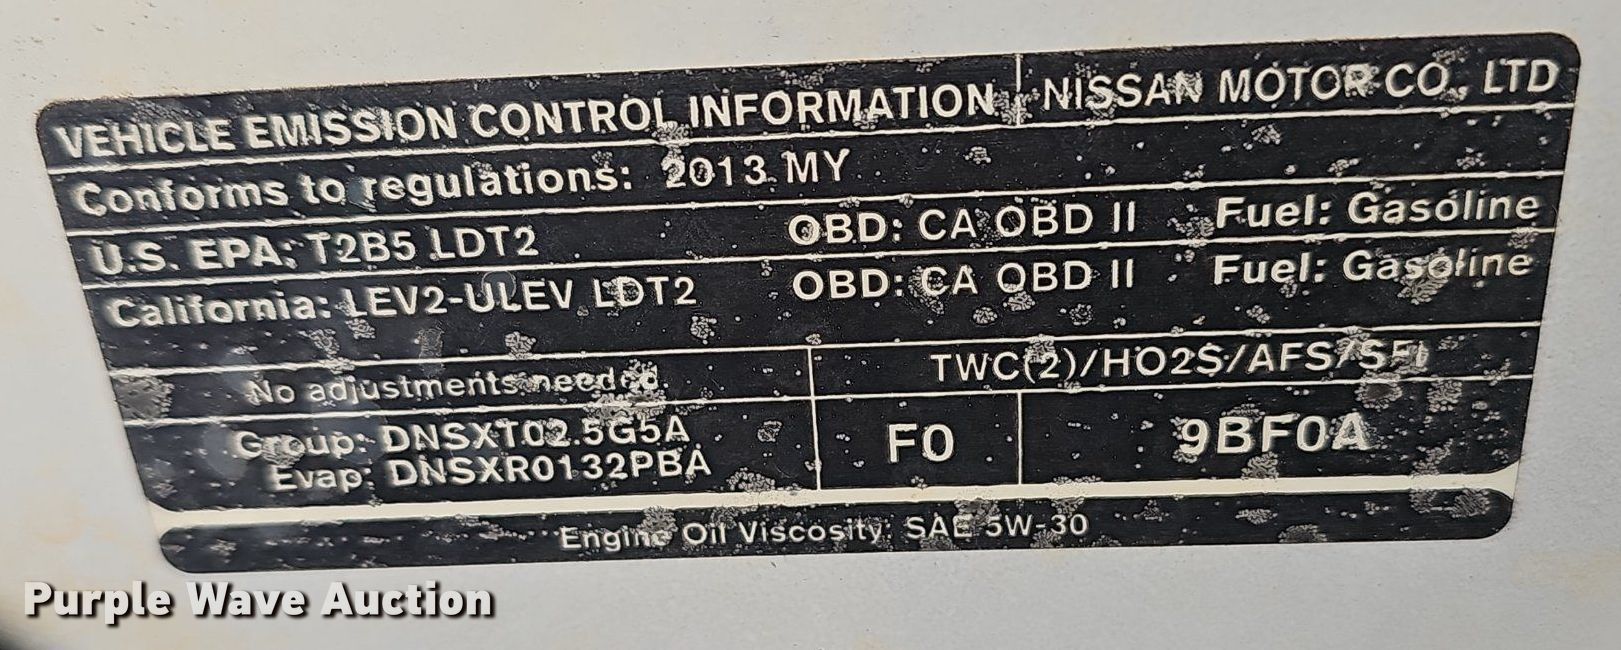 VEHICLE EMISSION CONTROL INFORMATION NISSAN MOTOR CO., LTD
Conforms to regulations: 2013 MY
U.S. EPA: T2B5 LDT2 OBD: CA OBD II Fuel: Gasoline
California: LEV2-ULEV LDT2 OBD: CA OBD II Fuel: Gasoline
No adjustments needed. TWC(2)/HO2S/AFS/SFI
Group: DNSXT02.5G5A
Evap: DNSXR0132PBA
F0 9BF0A
Engine Oil Viscosity: SAE 5W-30
Purple Wave Auction